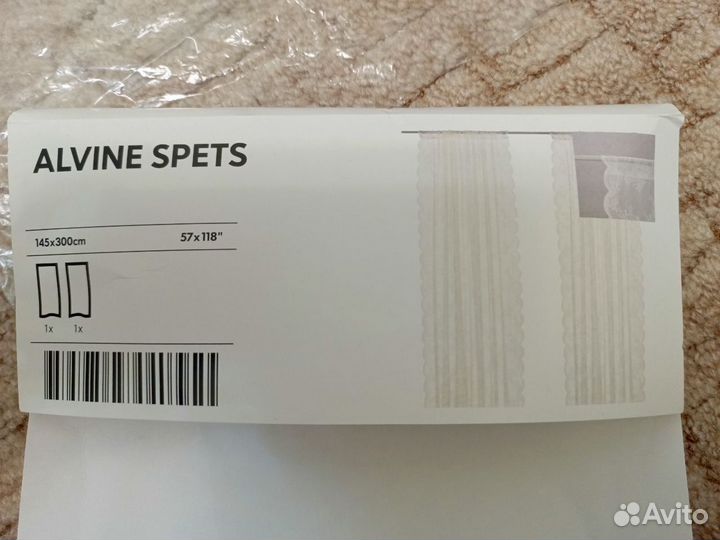 ALVINE SPETS
145x300cm 57x118"
1x 1x
Avito